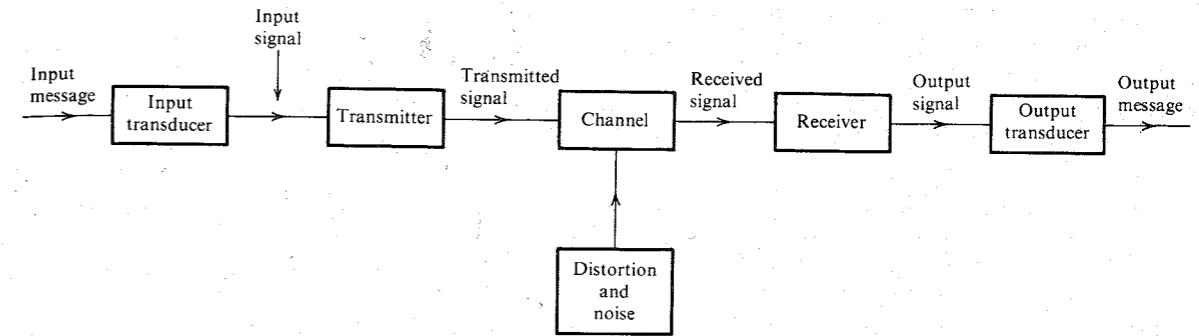 Input
signal
Input
message
Input
transducer
Transmitter
Transmitted
signal
Channel
Received
signal
Receiver
Output
signal
Output
transducer
Output
message
Distortion
and
noise